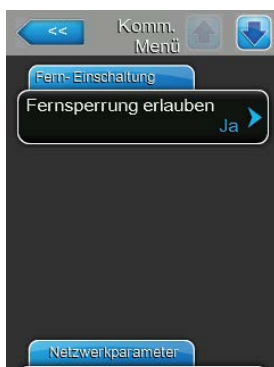 << Komm.
Menü
Fern- Einschaltung
Fernsperrung erlauben
Ja
Netzwerkparameter